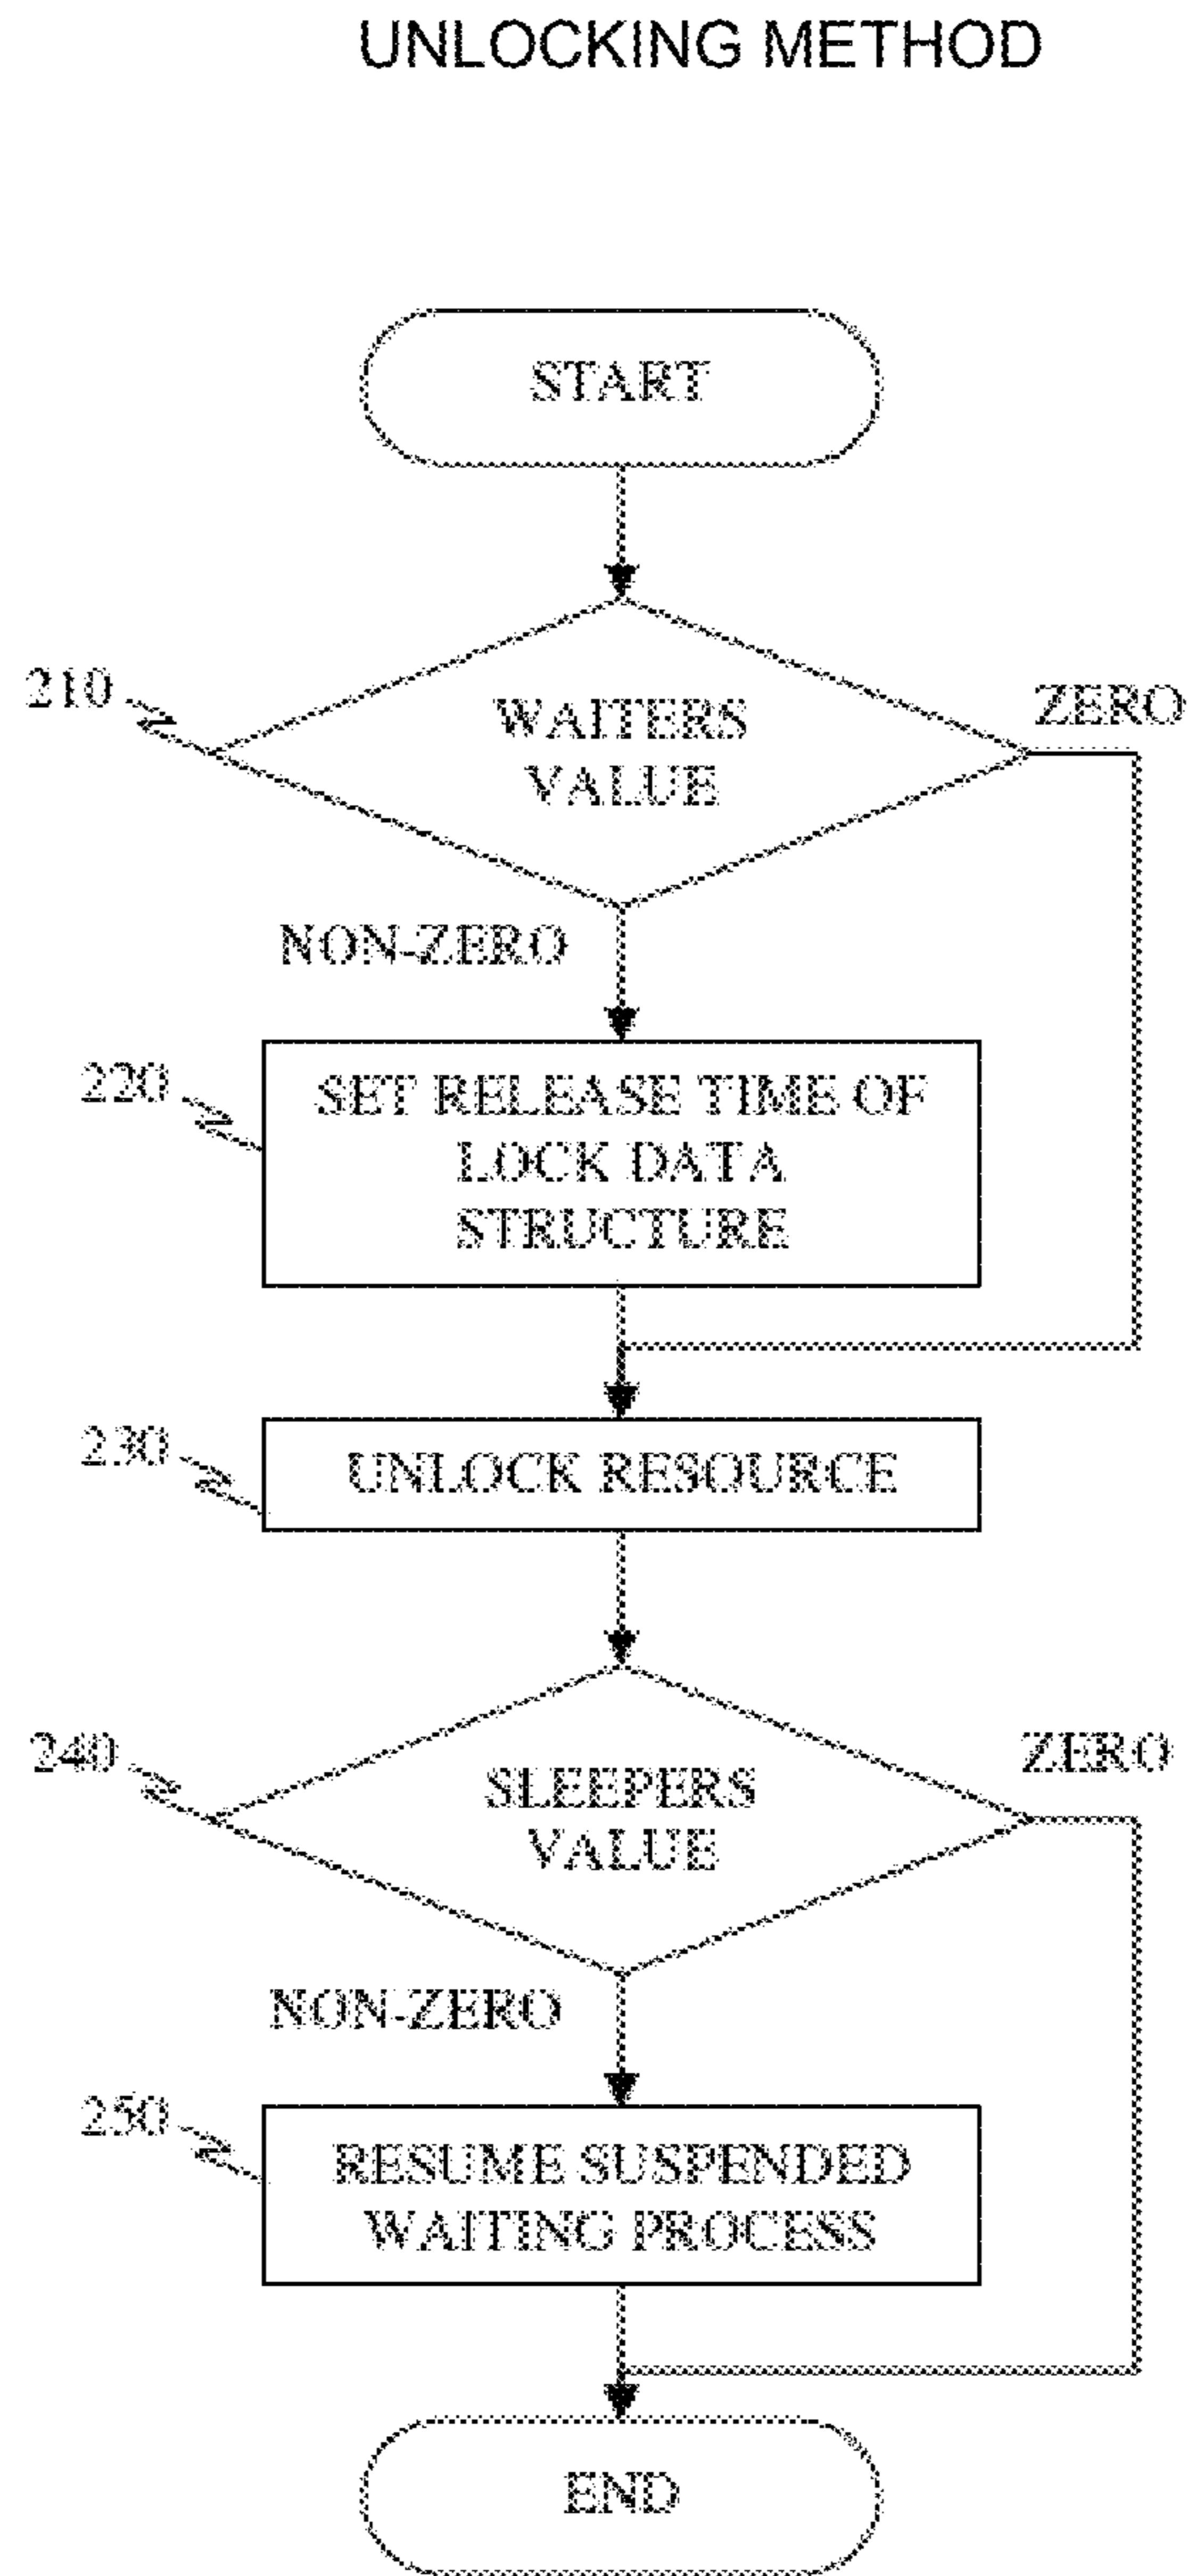 UNLOCKING METHOD
START
210
WAITERS
VALUE
ZERO
NON-ZERO
220
SET RELEASE TIME OF
LOCK DATA
STRUCTURE
230
UNLOCK RESOURCE
240
SLEEPERS
VALUE
ZERO
NON-ZERO
250
RESUME SUSPENDED
WAITING PROCESS
END